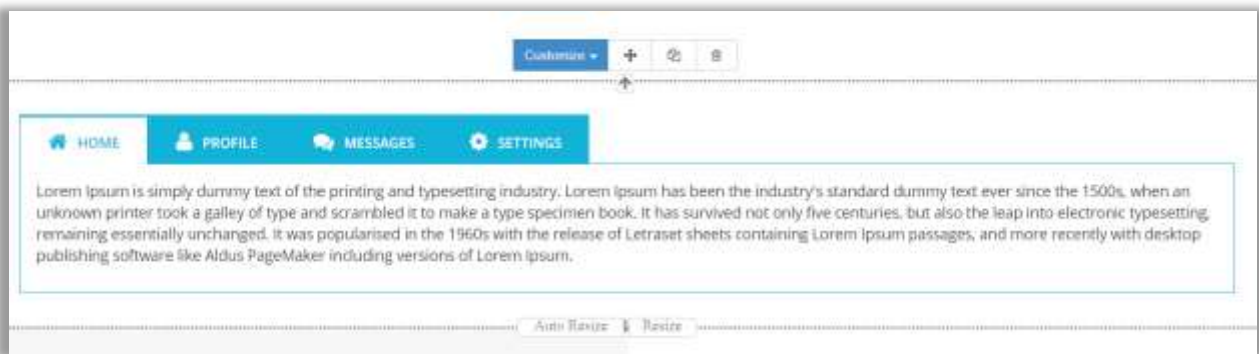 Customize
HOME PROFILE MESSAGES SETTINGS
Lorem Ipsum is simply dummy text of the printing and typesetting industry. Lorem Ipsum has been the industry's standard dummy text ever since the 1500s, when an
unknown printer took a galley of type and scrambled it to make a type specimen book. It has survived not only five centuries, but also the leap into electronic typesetting,
remaining essentially unchanged. It was popularised in the 1960s with the release of Letraset sheets containing Lorem Ipsum passages, and more recently with desktop
publishing software like Aldus PageMaker including versions of Lorem Ipsum.
Auto Resize Resize